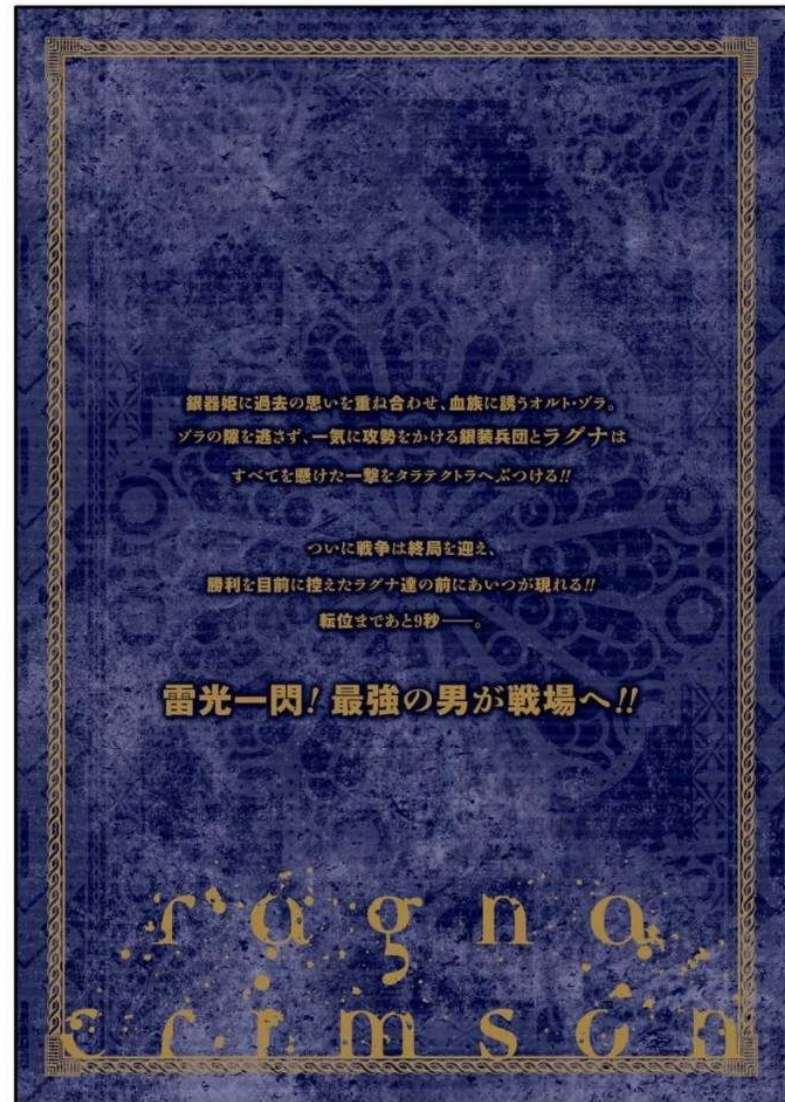 銀器姫に過去の思いを重ね合わせ、血族に誘うオルト・ゾラ。
ゾラの隙を逃さず、一気に攻勢をかける銀装兵団とラグナは
すべてを懸けた一撃をタラテクトラへぶつける!!
ついに戦争は終局を迎え、
勝利を目前に控えたラグナ達の前にあいつが現れる!!
転位まであと9秒――。
雷光一閃! 最強の男が戦場へ!!
ragna
crimson